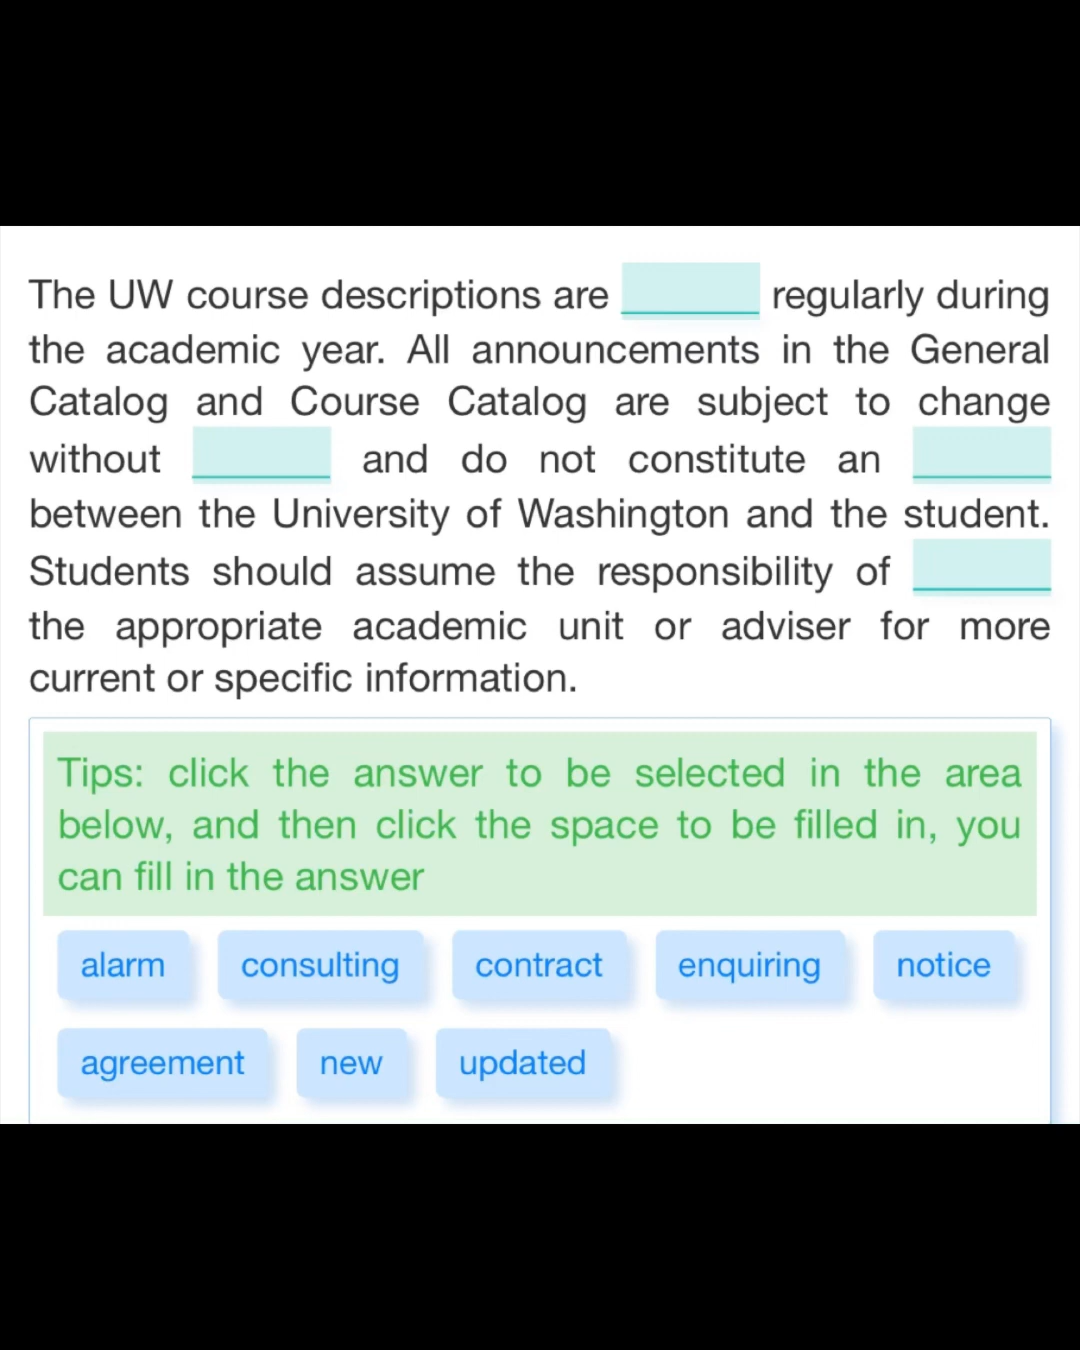 The UW course descriptions are regularly during
the academic year. All announcements in the General
Catalog and Course Catalog are subject to change
without and do not constitute an
between the University of Washington and the student.
Students should assume the responsibility of
the appropriate academic unit or adviser for more
current or specific information.
Tips: click the answer to be selected in the area
below, and then click the space to be filled in, you
can fill in the answer
alarm consulting contract enquiring notice
agreement new updated